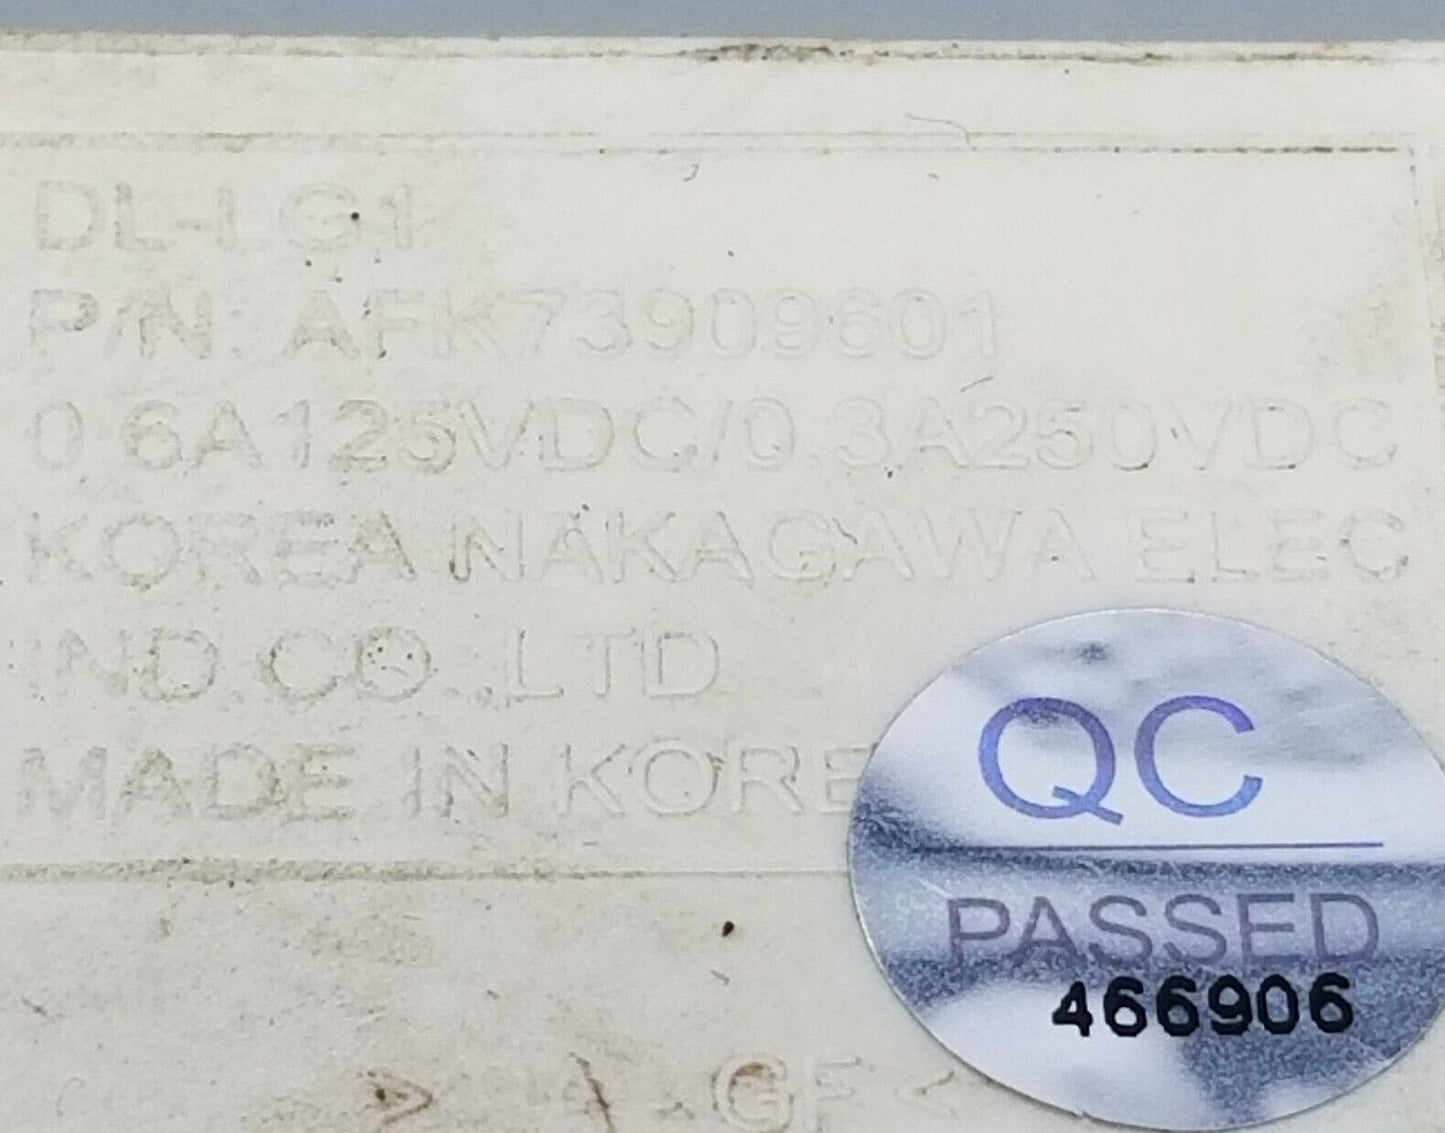 DL-LG1
P/N: AFK73909601
0.6A125VDC/0.3A250VDC
KOREA NAKAGAWA ELEC
IND.CO.,LTD
MADE IN KORE
QC
PASSED
466906